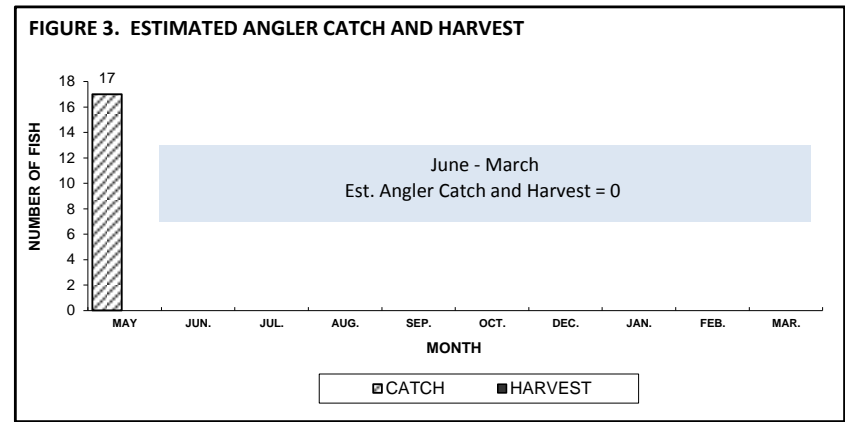 FIGURE 3. ESTIMATED ANGLER CATCH AND HARVEST
NUMBER OF FISH
18
16
14
12
10
8
6
4
2
0
17
June - March
Est. Angler Catch and Harvest = 0
MAY JUN. JUL. AUG. SEP. OCT. DEC. JAN. FEB. MAR.
MONTH
CATCH HARVEST